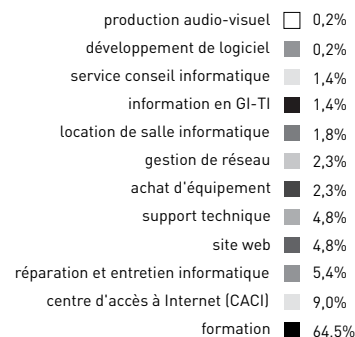 production audio-visuel 0,2%
développement de logiciel 0,2%
service conseil informatique 1,4%
information en GI-TI 1,4%
location de salle informatique 1,8%
gestion de réseau 2,3%
achat d'équipement 2,3%
support technique 4,8%
site web 4,8%
réparation et entretien informatique 5,4%
centre d'accès à Internet (CACI) 9,0%
formation 64,5%